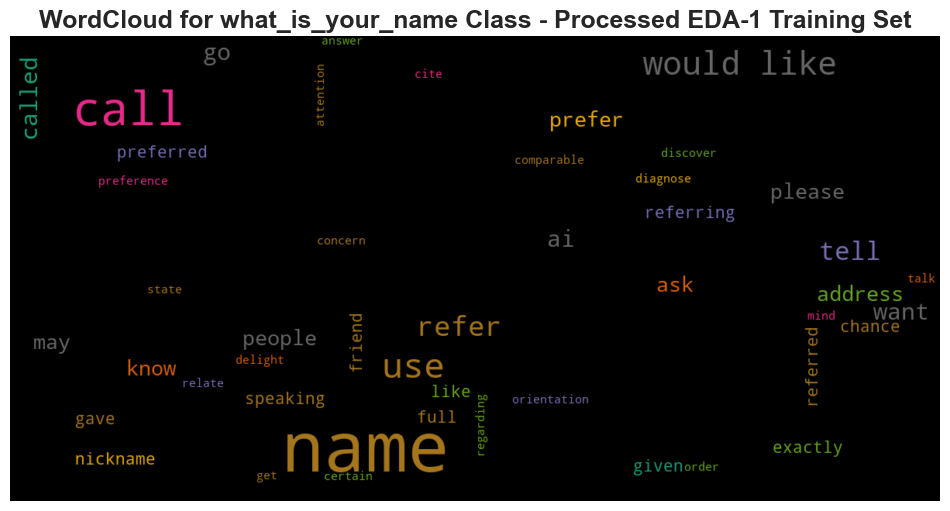 WordCloud for what_is_your_name Class - Processed EDA-1 Training Set
answer
go
would like
called
attention
cite
call
prefer
preferred
discover
comparable
preference
diagnose
please
referring
concern
ai
tell
talk
ask
state
address
mind
want
refer
chance
may
people
friend
referred
delight
know
use
relate
like
orientation
speaking
gave
full
regarding
name
exactly
nickname
given
order
get
certain